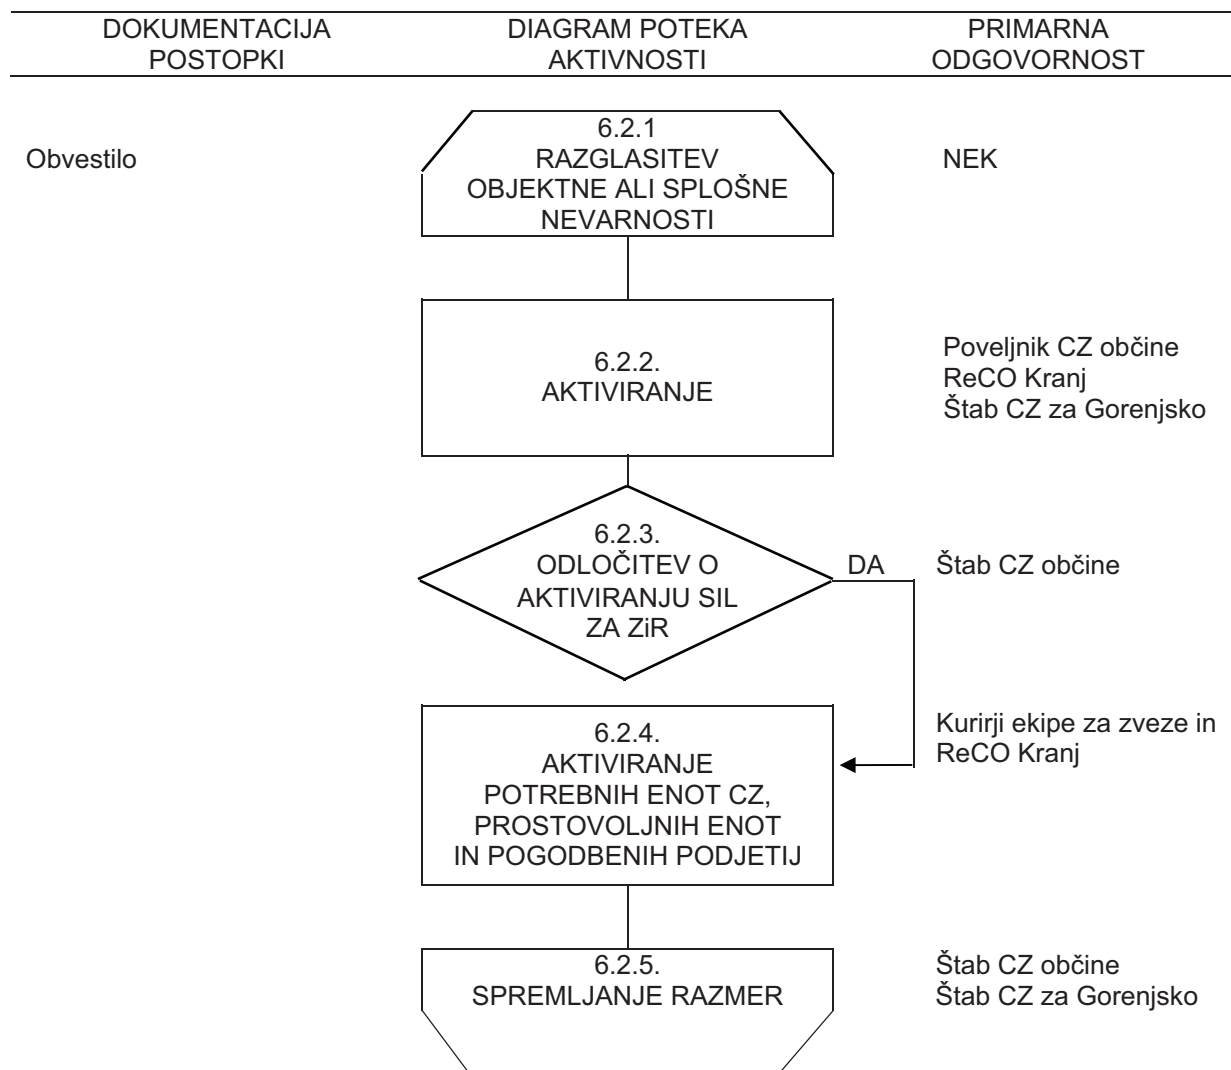 DOKUMENTACIJA
POSTOPKI
DIAGRAM POTEKA
AKTIVNOSTI
PRIMARNA
ODGOVORNOST
Obvestilo
6.2.1
RAZGLASITEV
OBJEKTNE ALI SPLOŠNE
NEVARNOSTI
NEK
6.2.2.
AKTIVIRANJE
Poveljnik CZ občine
ReCO Kranj
Štab CZ za Gorenjsko
6.2.3.
ODLOČITEV O
AKTIVIRANJU SIL
ZA ZiR
DA
Štab CZ občine
6.2.4.
AKTIVIRANJE
POTREBNIH ENOT CZ,
PROSTOVOLJNIH ENOT
IN POGODBENIH PODJETIJ
Kurirji ekipe za zveze in
ReCO Kranj
6.2.5.
SPREMLJANJE RAZMER
Štab CZ občine
Štab CZ za Gorenjsko